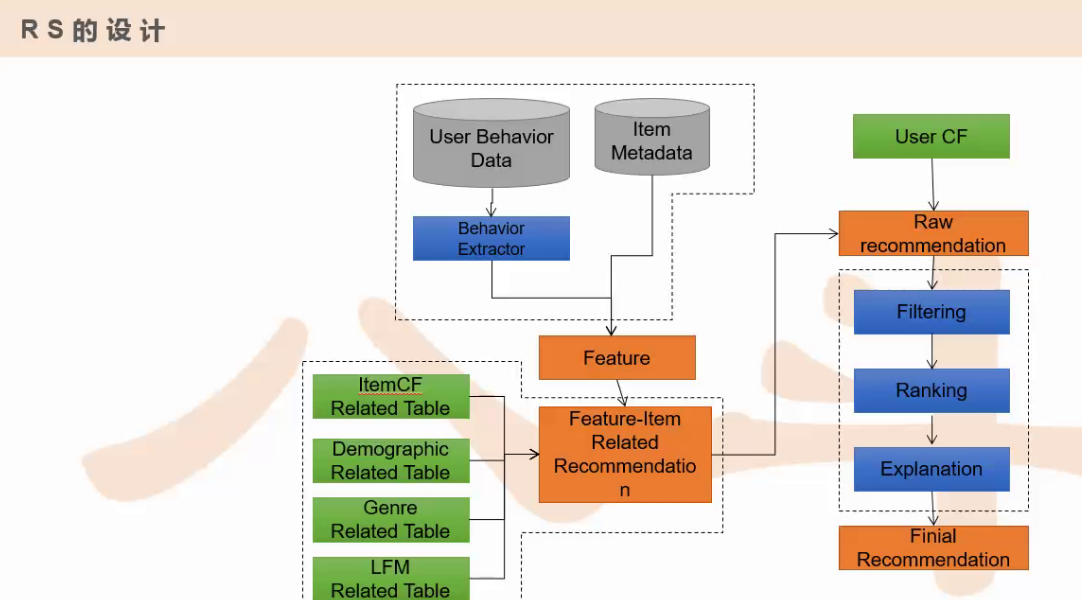 RS的设计
User Behavior
Data
Item
Metadata
Behavior
Extractor
Feature
ItemCF
Related Table
Demographic
Related Table
Genre
Related Table
LFM
Related Table
Feature-Item
Related
Recommendatio
n
User CF
Raw
recommendation
Filtering
Ranking
Explanation
Finial
Recommendation